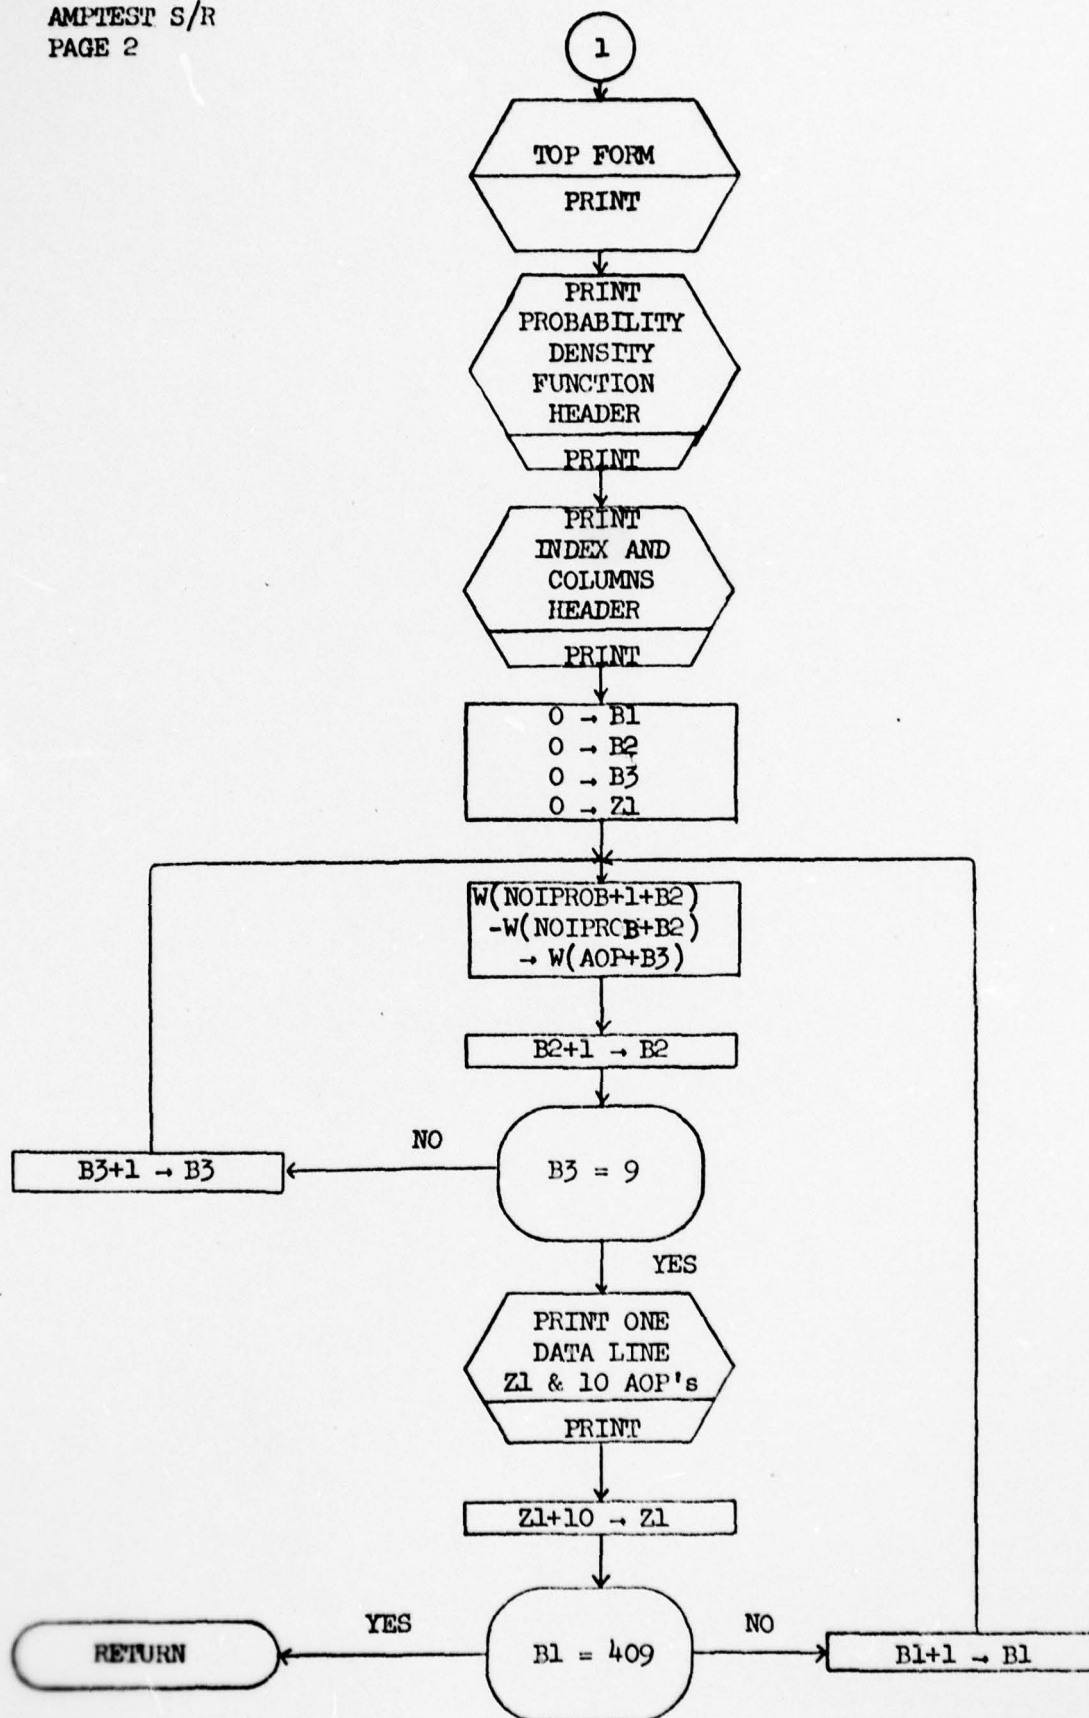 AMPTEST S/R
PAGE 2
1
TOP FORM
PRINT
PRINT
PROBABILITY
DENSITY
FUNCTION
HEADER
PRINT
PRINT
INDEX AND
COLUMNS
HEADER
PRINT
0 → B1
0 → B2
0 → B3
0 → Z1
W(NOIPROB+1+B2)
-W(NOIPROB+B2)
→ W(AOP+B3)
B2+1 → B2
NO
B3+1 → B3
B3 = 9
YES
PRINT ONE
DATA LINE
Z1 & 10 AOP's
PRINT
Z1+10 → Z1
YES
NO
RETURN
B1 = 409
B1+1 → B1